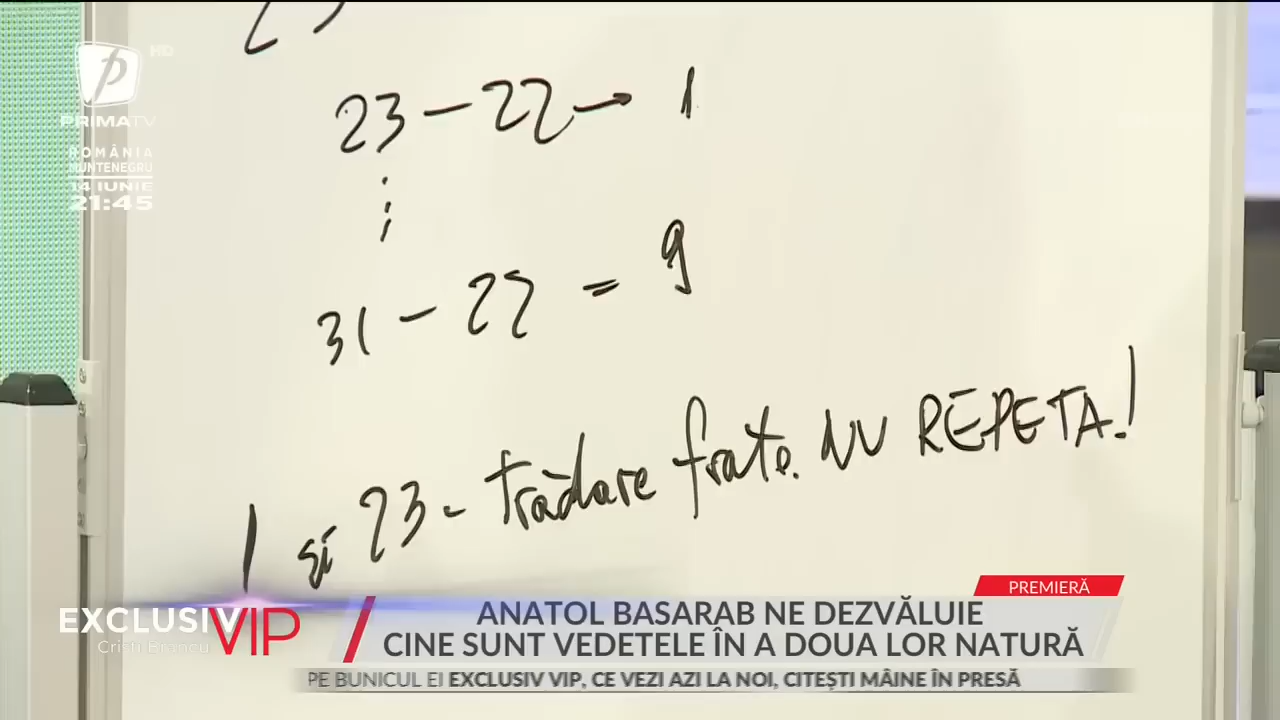 23 – 22 → 1
31 – 22 = 9
1 și 23 - trădare frate. NU REPETA!
PRIMATV HD
ROMÂNIA
MUNTENEGRU
14 IUNIE
21:45
PREMIERĂ
EXCLUSIV VIP
Cristi Brancu
ANATOL BASARAB NE DEZVĂLUIE
CINE SUNT VEDETELE ÎN A DOUA LOR NATURĂ
PE BUNICUL EI EXCLUSIV VIP, CE VEZI AZI LA NOI, CITEȘTI MÂINE ÎN PRESĂ